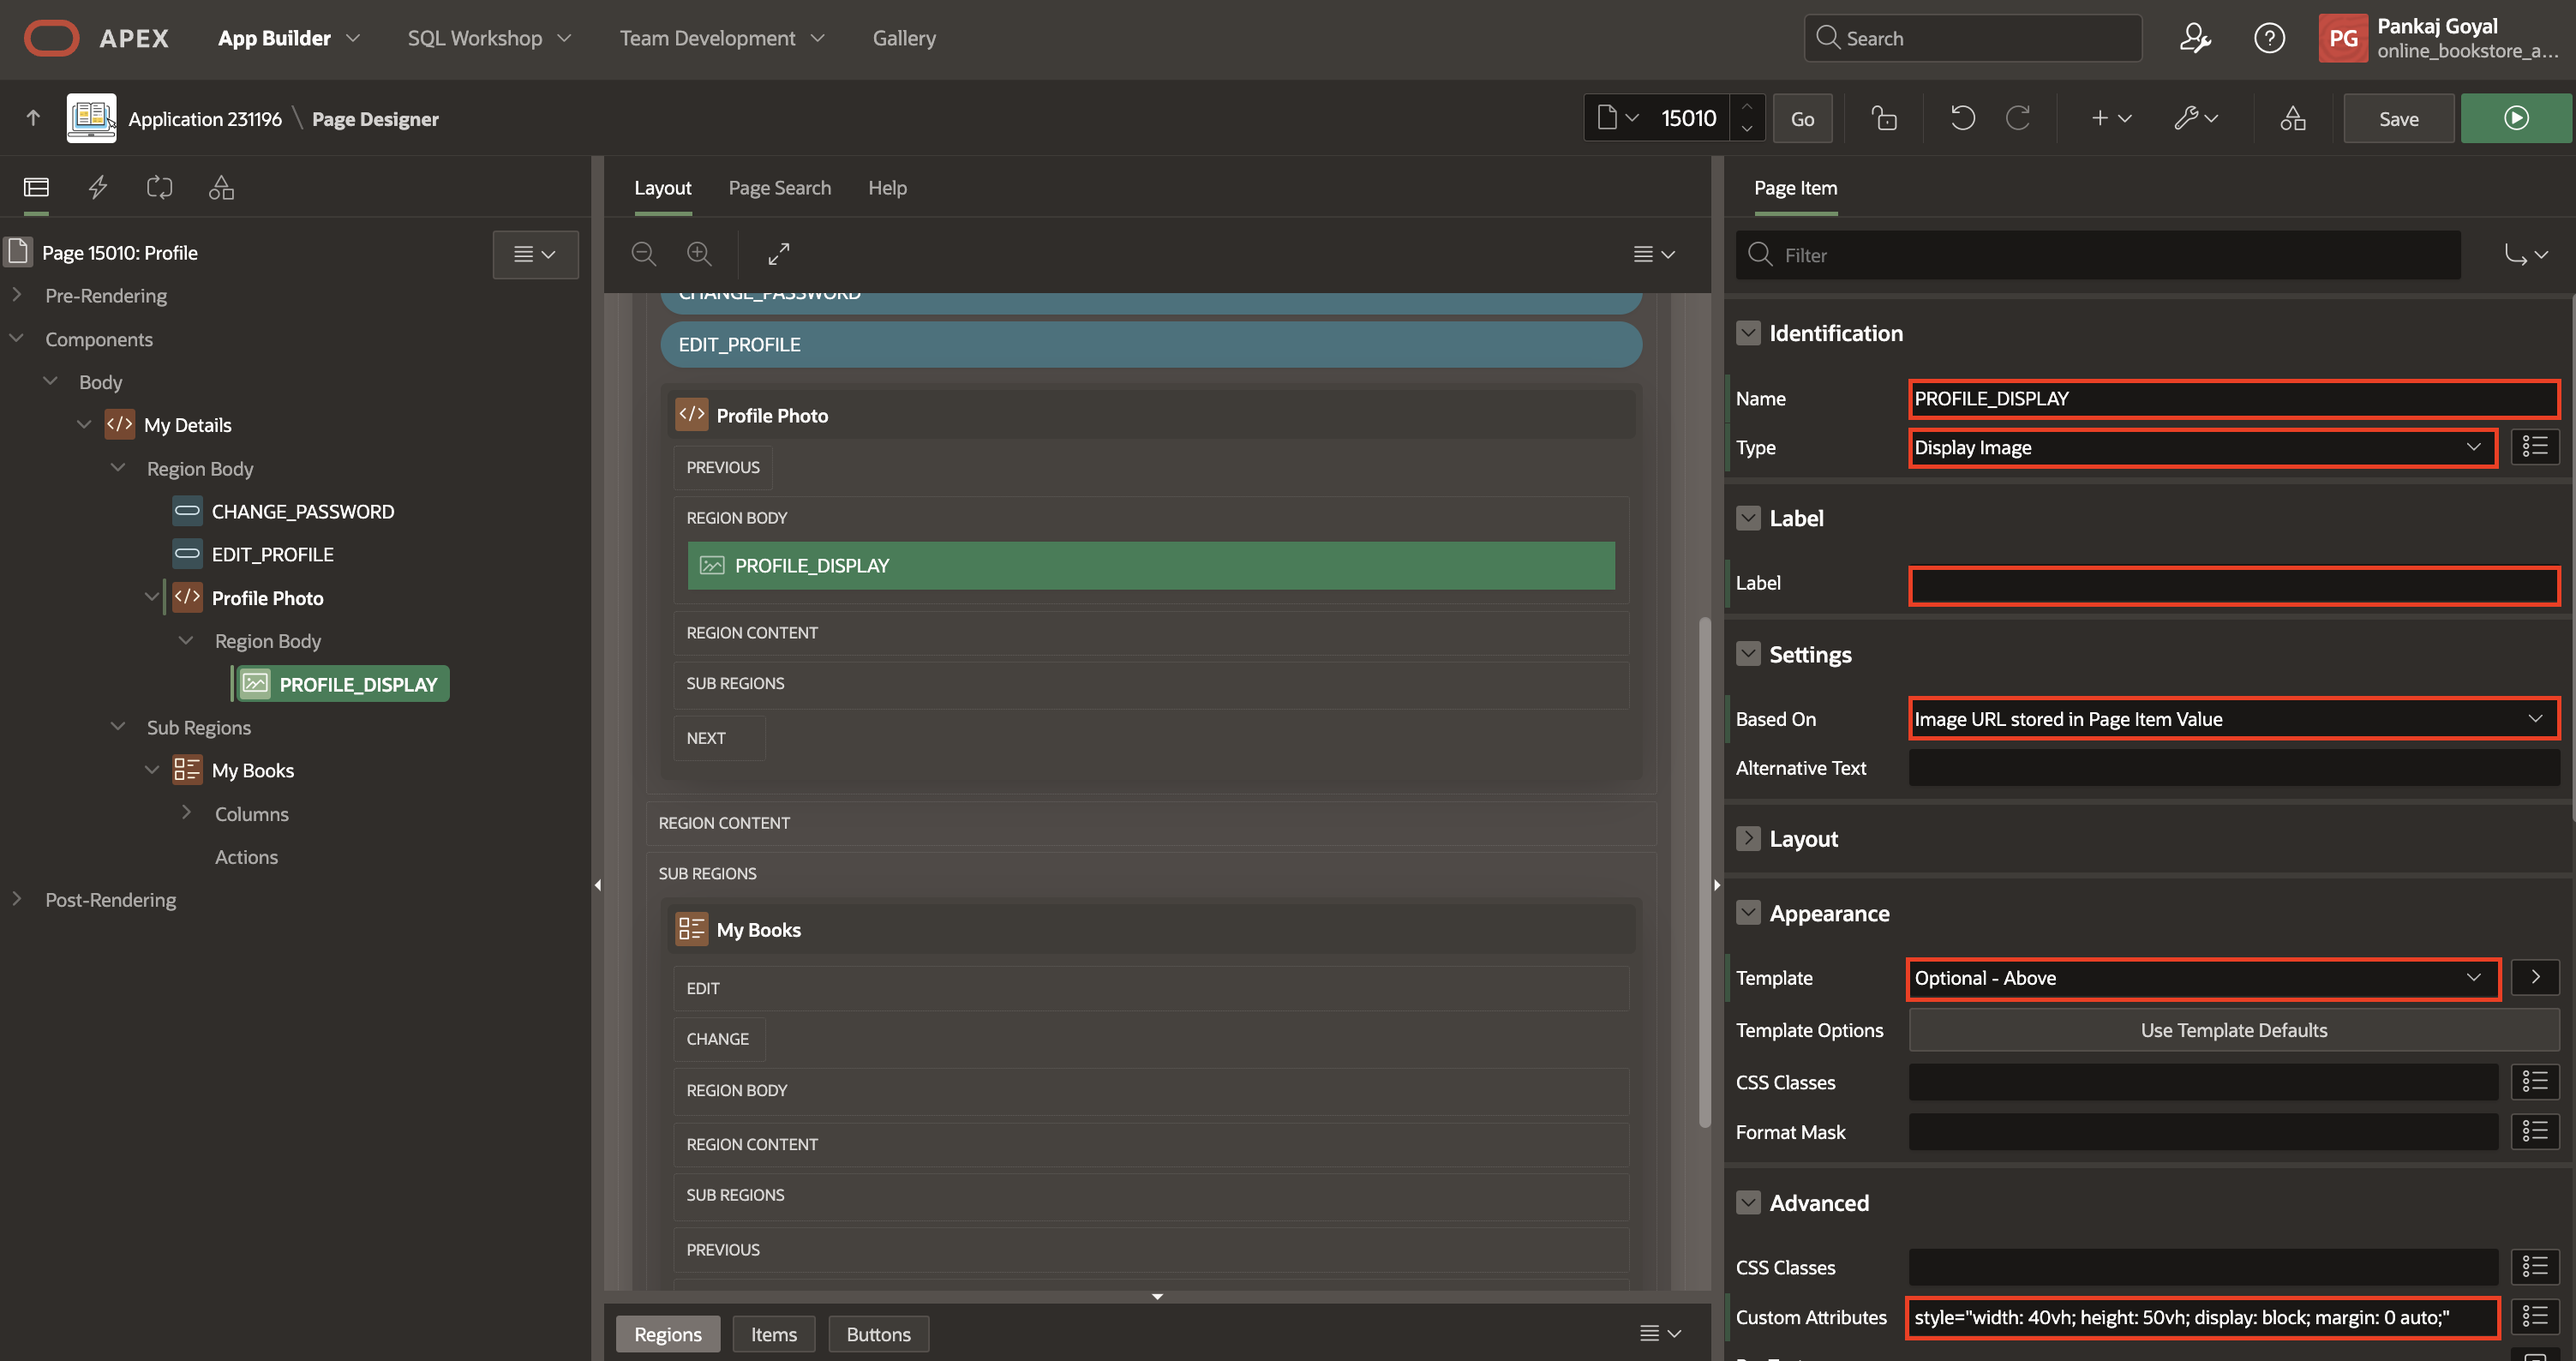 APEX
App Builder
SQL Workshop
Team Development
Gallery
Search
PG
Pankaj Goyal
online_bookstore_a...
Application 231196 \ Page Designer
15010
Go
Save
Page 15010: Profile
Pre-Rendering
Components
Body
My Details
Region Body
CHANGE_PASSWORD
EDIT_PROFILE
Profile Photo
Region Body
PROFILE_DISPLAY
Sub Regions
My Books
Columns
Actions
Post-Rendering
Layout
Page Search
Help
CHANGE_PASSWORD
EDIT_PROFILE
Profile Photo
PREVIOUS
REGION BODY
PROFILE_DISPLAY
REGION CONTENT
SUB REGIONS
NEXT
REGION CONTENT
SUB REGIONS
My Books
EDIT
CHANGE
REGION BODY
REGION CONTENT
SUB REGIONS
PREVIOUS
Regions
Items
Buttons
Page Item
Filter
Identification
Name
PROFILE_DISPLAY
Type
Display Image
Label
Label
Settings
Based On
Image URL stored in Page Item Value
Alternative Text
Layout
Appearance
Template
Optional - Above
Template Options
Use Template Defaults
CSS Classes
Format Mask
Advanced
CSS Classes
Custom Attributes
style="width: 40vh; height: 50vh; display: block; margin: 0 auto;"